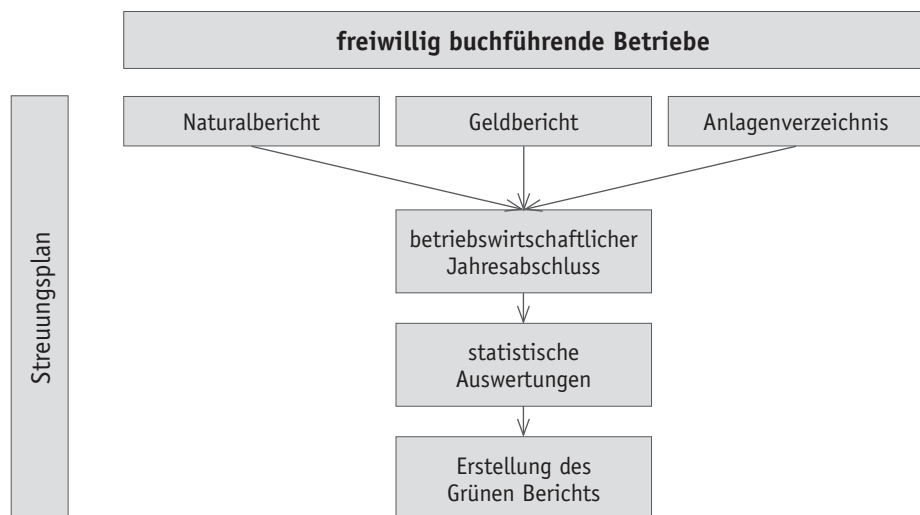 freiwillig buchführende Betriebe
Streuungsplan
Naturalbericht
Geldbericht
Anlagenverzeichnis
betriebswirtschaftlicher
Jahresabschluss
statistische
Auswertungen
Erstellung des
Grünen Berichts